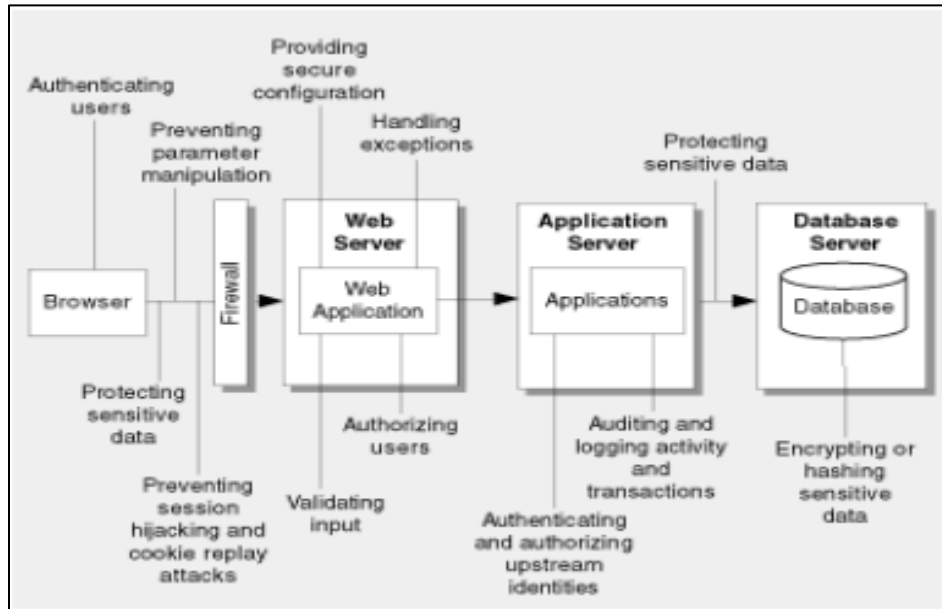 Providing
secure
configuration
Authenticating
users
Handling
exceptions
Preventing
parameter
manipulation
Protecting
sensitive data
Web
Server
Application
Server
Database
Server
Browser
Firewall
Web
Application
Applications
Database
Protecting
sensitive
data
Authorizing
users
Auditing and
logging activity
and
transactions
Encrypting or
hashing
sensitive
data
Preventing
session
hijacking and
cookie replay
attacks
Validating
input
Authenticating
and authorizing
upstream
identities